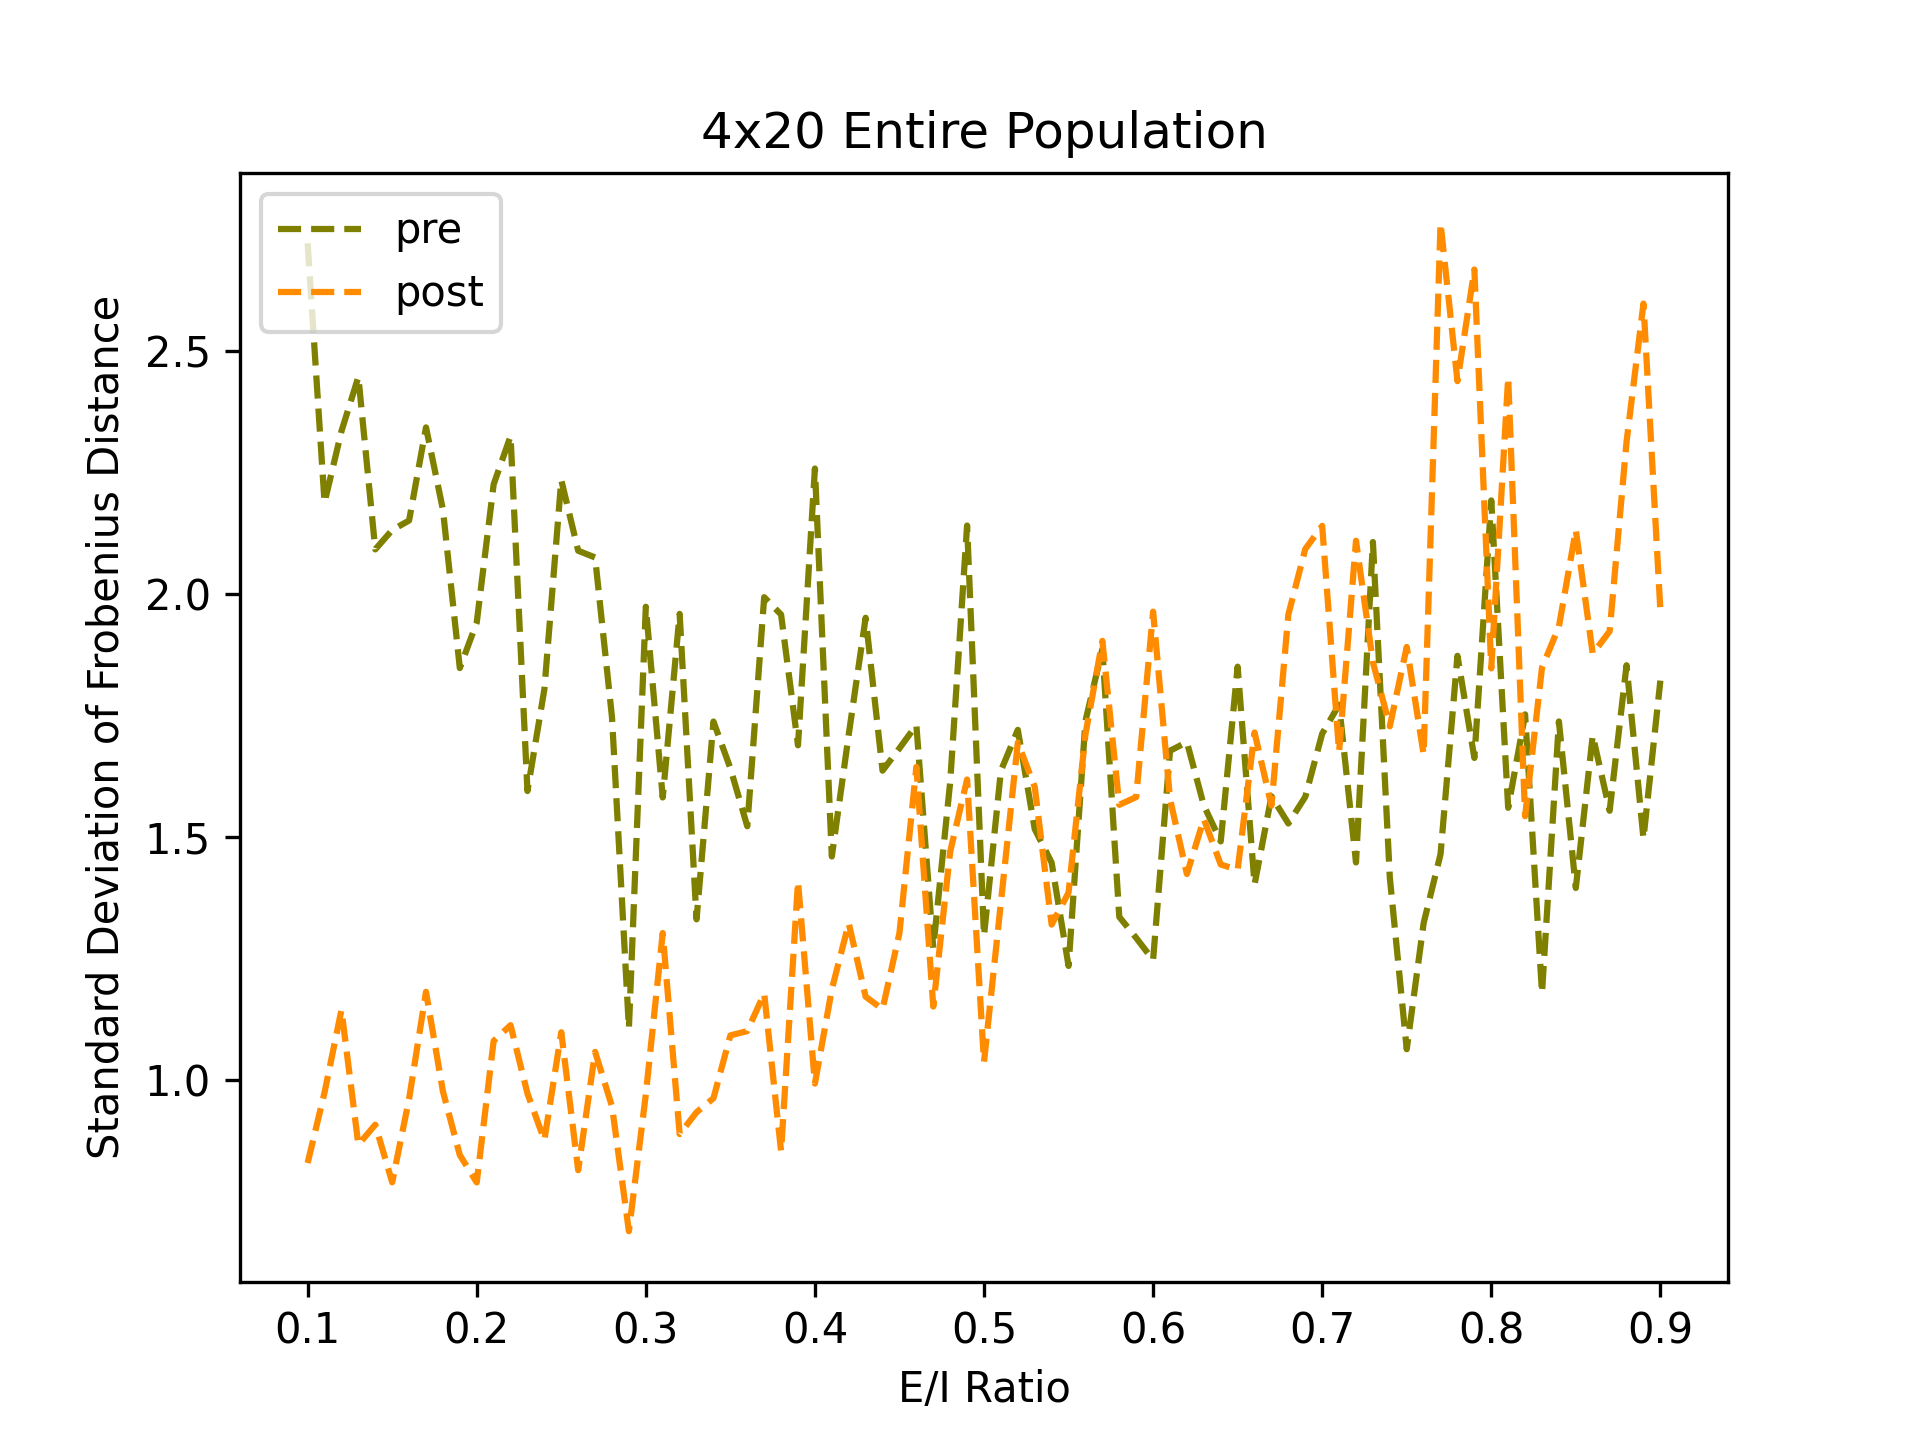 4x20 Entire Population
pre
post
Standard Deviation of Frobenius Distance
2.5
2.0
1.5
1.0
0.1 0.2 0.3 0.4 0.5 0.6 0.7 0.8 0.9
E/I Ratio